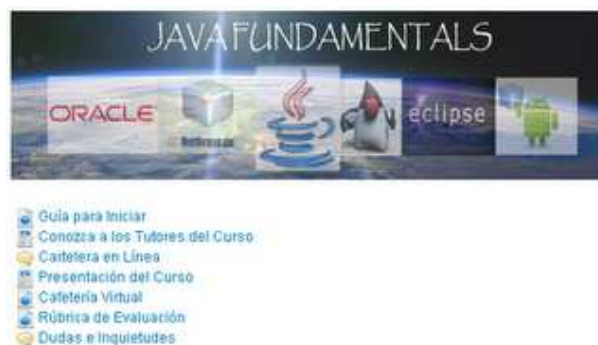 JAVA FUNDAMENTALS
ORACLE
NetBeans
eclipse
Guía para Iniciar
Conozca a los Tutores del Curso
Cartelera en Línea
Presentación del Curso
Cafetería Virtual
Rúbrica de Evaluación
Dudas e Inquietudes